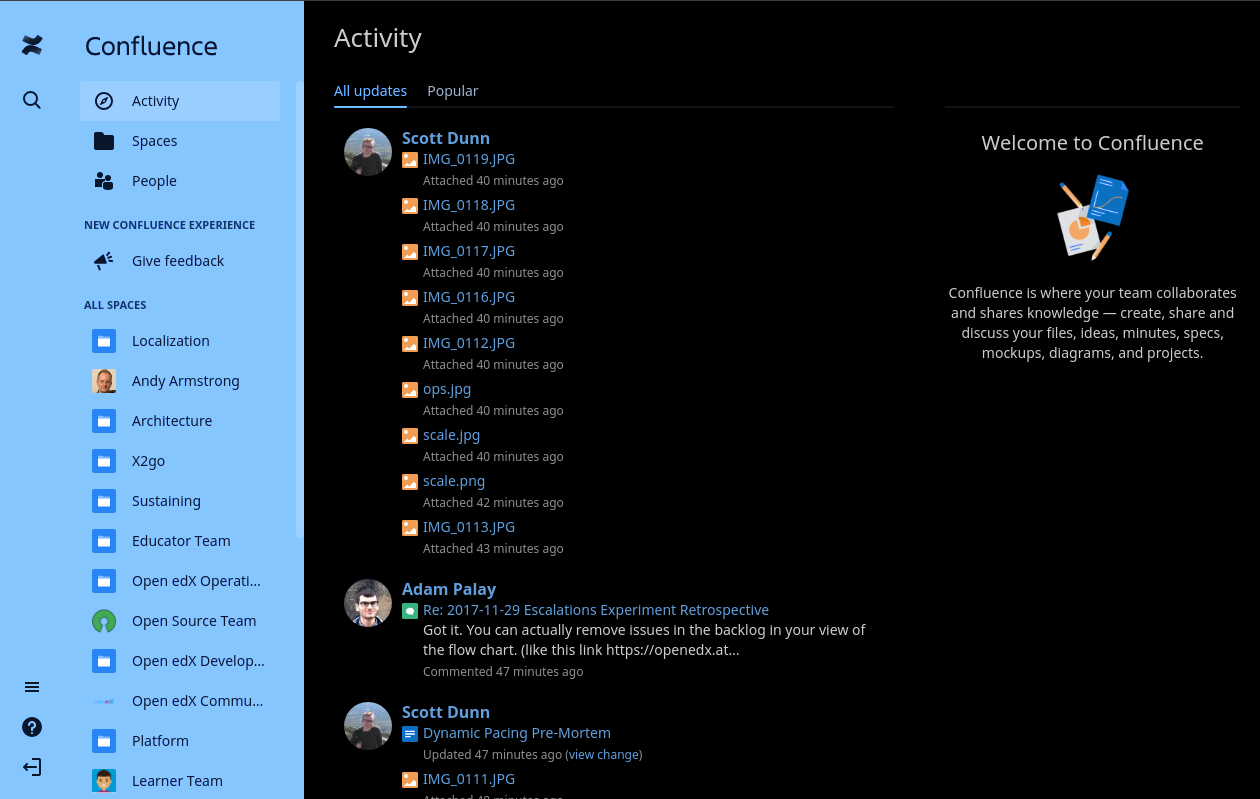 Confluence
Activity
Spaces
People
NEW CONFLUENCE EXPERIENCE
Give feedback
ALL SPACES
Localization
Andy Armstrong
Architecture
X2go
Sustaining
Educator Team
Open edX Operati...
Open Source Team
Open edX Develop...
Open edX Commu...
Platform
Learner Team
Activity
All updates Popular
Scott Dunn
IMG_0119.JPG
Attached 40 minutes ago
IMG_0118.JPG
Attached 40 minutes ago
IMG_0117.JPG
Attached 40 minutes ago
IMG_0116.JPG
Attached 40 minutes ago
IMG_0112.JPG
Attached 40 minutes ago
ops.jpg
Attached 40 minutes ago
scale.jpg
Attached 40 minutes ago
scale.png
Attached 42 minutes ago
IMG_0113.JPG
Attached 43 minutes ago
Adam Palay
Re: 2017-11-29 Escalations Experiment Retrospective
Got it. You can actually remove issues in the backlog in your view of
the flow chart. (like this link https://openedx.at...
Commented 47 minutes ago
Scott Dunn
Dynamic Pacing Pre-Mortem
Updated 47 minutes ago (view change)
IMG_0111.JPG
Welcome to Confluence
Confluence is where your team collaborates
and shares knowledge — create, share and
discuss your files, ideas, minutes, specs,
mockups, diagrams, and projects.